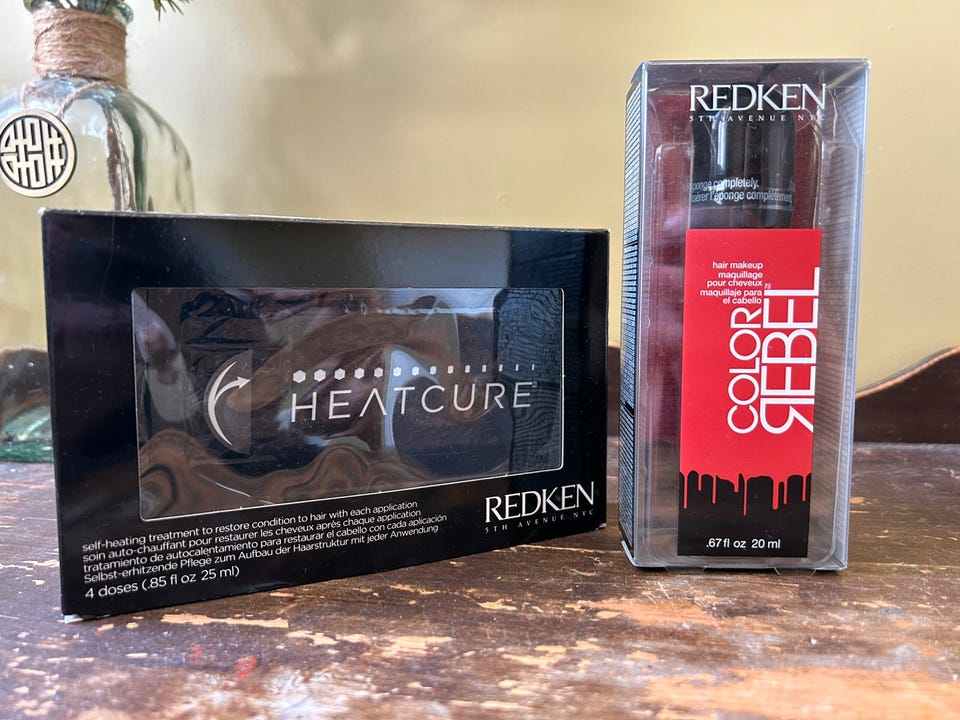 HEATCURE™
self-heating treatment to restore condition to hair with each application
soin auto-chauffant pour restaurer les cheveux après chaque application
tratamiento de autocalentamiento para restaurar el cabello con cada aplicación
Selbst-erhitzende Pflege zum Aufbau der Haarstruktur mit jeder Anwendung
4 doses (.85 fl oz 25 ml)
REDKEN
5TH AVENUE NYC
REDKEN
5TH AVENUE NYC
completely.
l'éponge complètement.
hair makeup
maquillage
pour cheveux
maquillaje para
el cabello
COLOR
REBEL™
.67 fl oz 20 ml